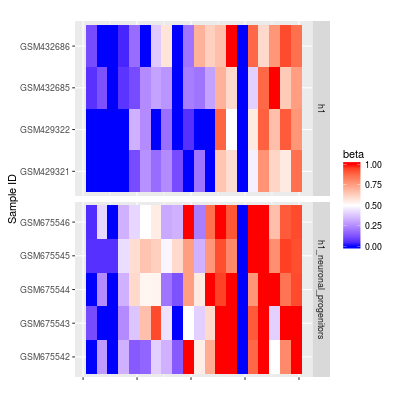 GSM432686
GSM432685
GSM429322
GSM429321
h1
GSM675546
GSM675545
GSM675544
GSM675543
GSM675542
h1_neuronal_progenitors
Sample ID
beta
1.00
0.75
0.50
0.25
0.00